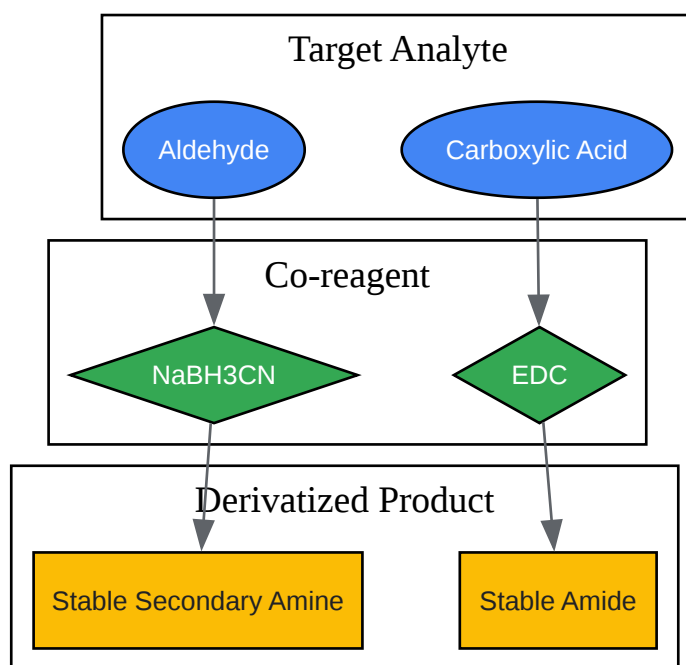 Target Analyte
Aldehyde
Carboxylic Acid
Co-reagent
NaBH3CN
EDC
Derivatized Product
Stable Secondary Amine
Stable Amide